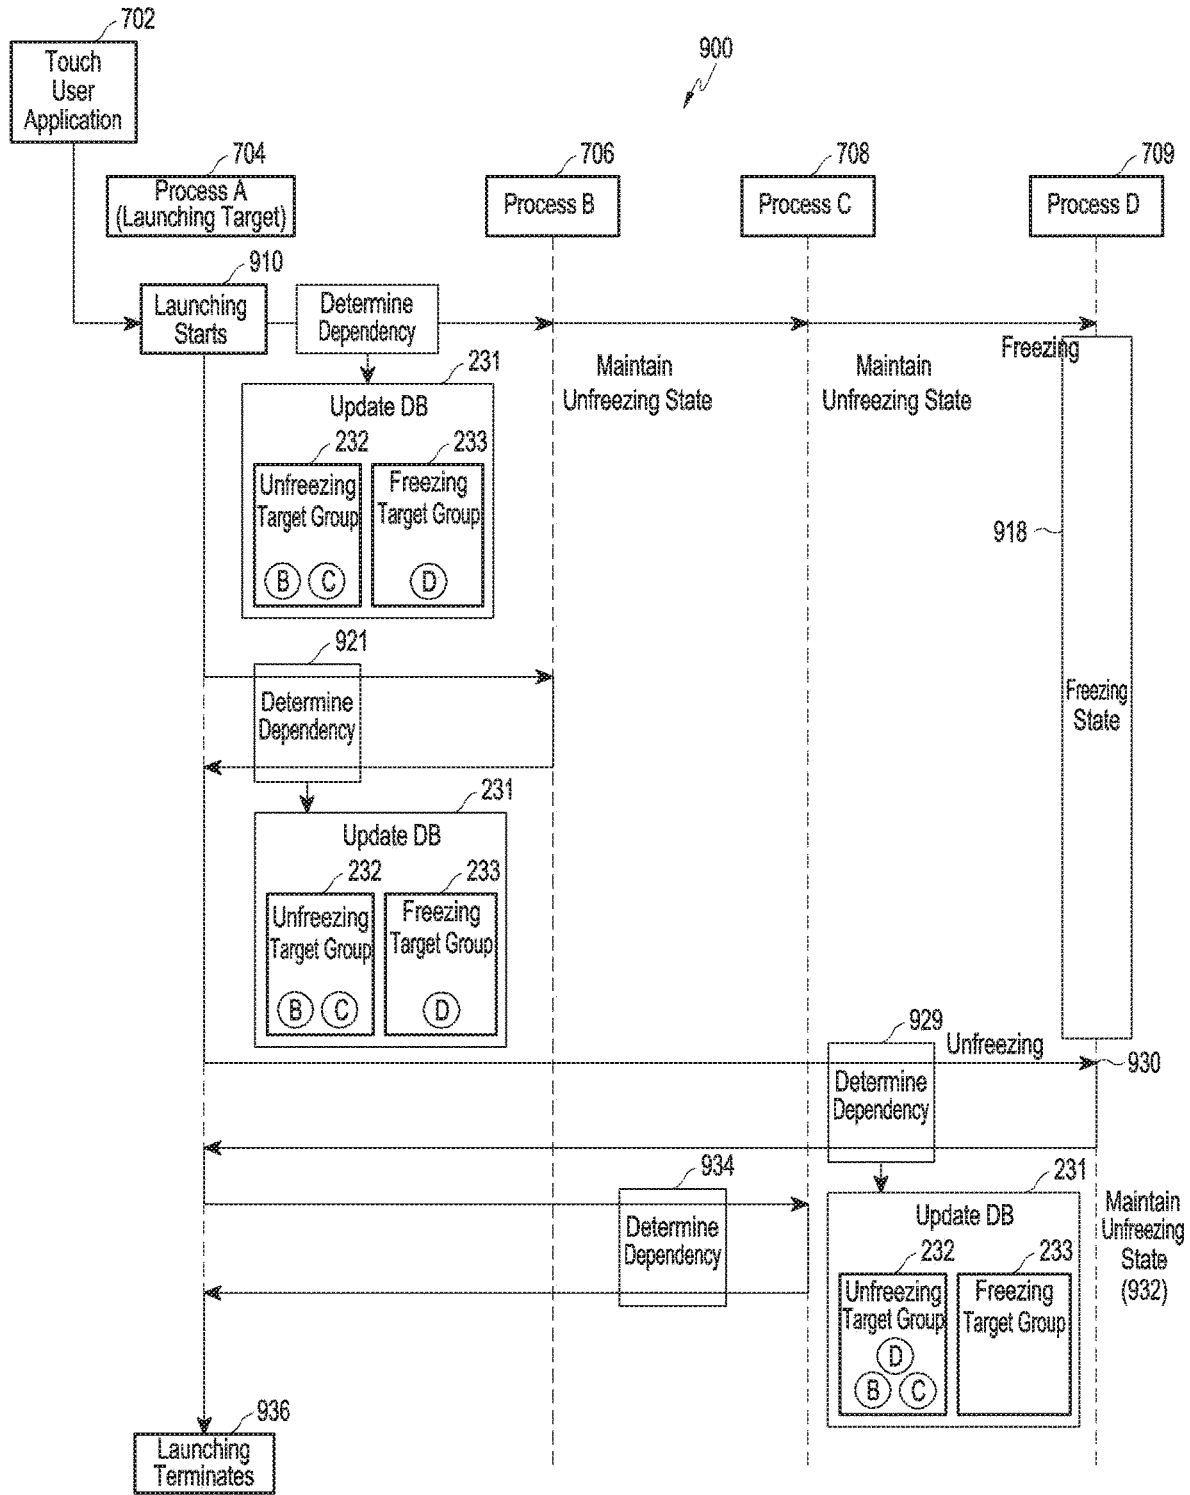 702
Touch
User
Application
900
704
Process A
(Launching Target)
706
Process B
708
Process C
709
Process D
910
Launching
Starts
Determine
Dependency
Freezing
Maintain
Unfreezing State
Maintain
Unfreezing State
231
Update DB
232
Unfreezing
Target Group
B C
233
Freezing
Target Group
D
918
Freezing
State
921
Determine
Dependency
231
Update DB
232
Unfreezing
Target Group
B C
233
Freezing
Target Group
D
929
Determine
Dependency
Unfreezing
930
934
Determine
Dependency
231
Update DB
232
Unfreezing
Target Group
D
B C
233
Freezing
Target Group
Maintain
Unfreezing
State
(932)
936
Launching
Terminates